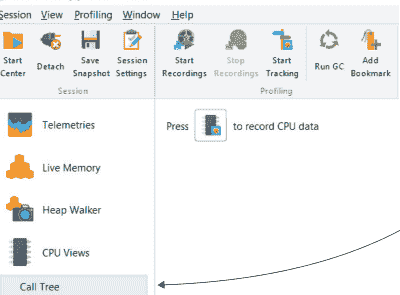 Session View Profiling Window Help
Start Center
Detach
Save Snapshot
Session Settings
Start Recordings
Stop Recordings
Start Tracking
Run GC
Add Bookmark
Session
Profiling
Telemetries
Press to record CPU data
Live Memory
Heap Walker
CPU Views
Call Tree